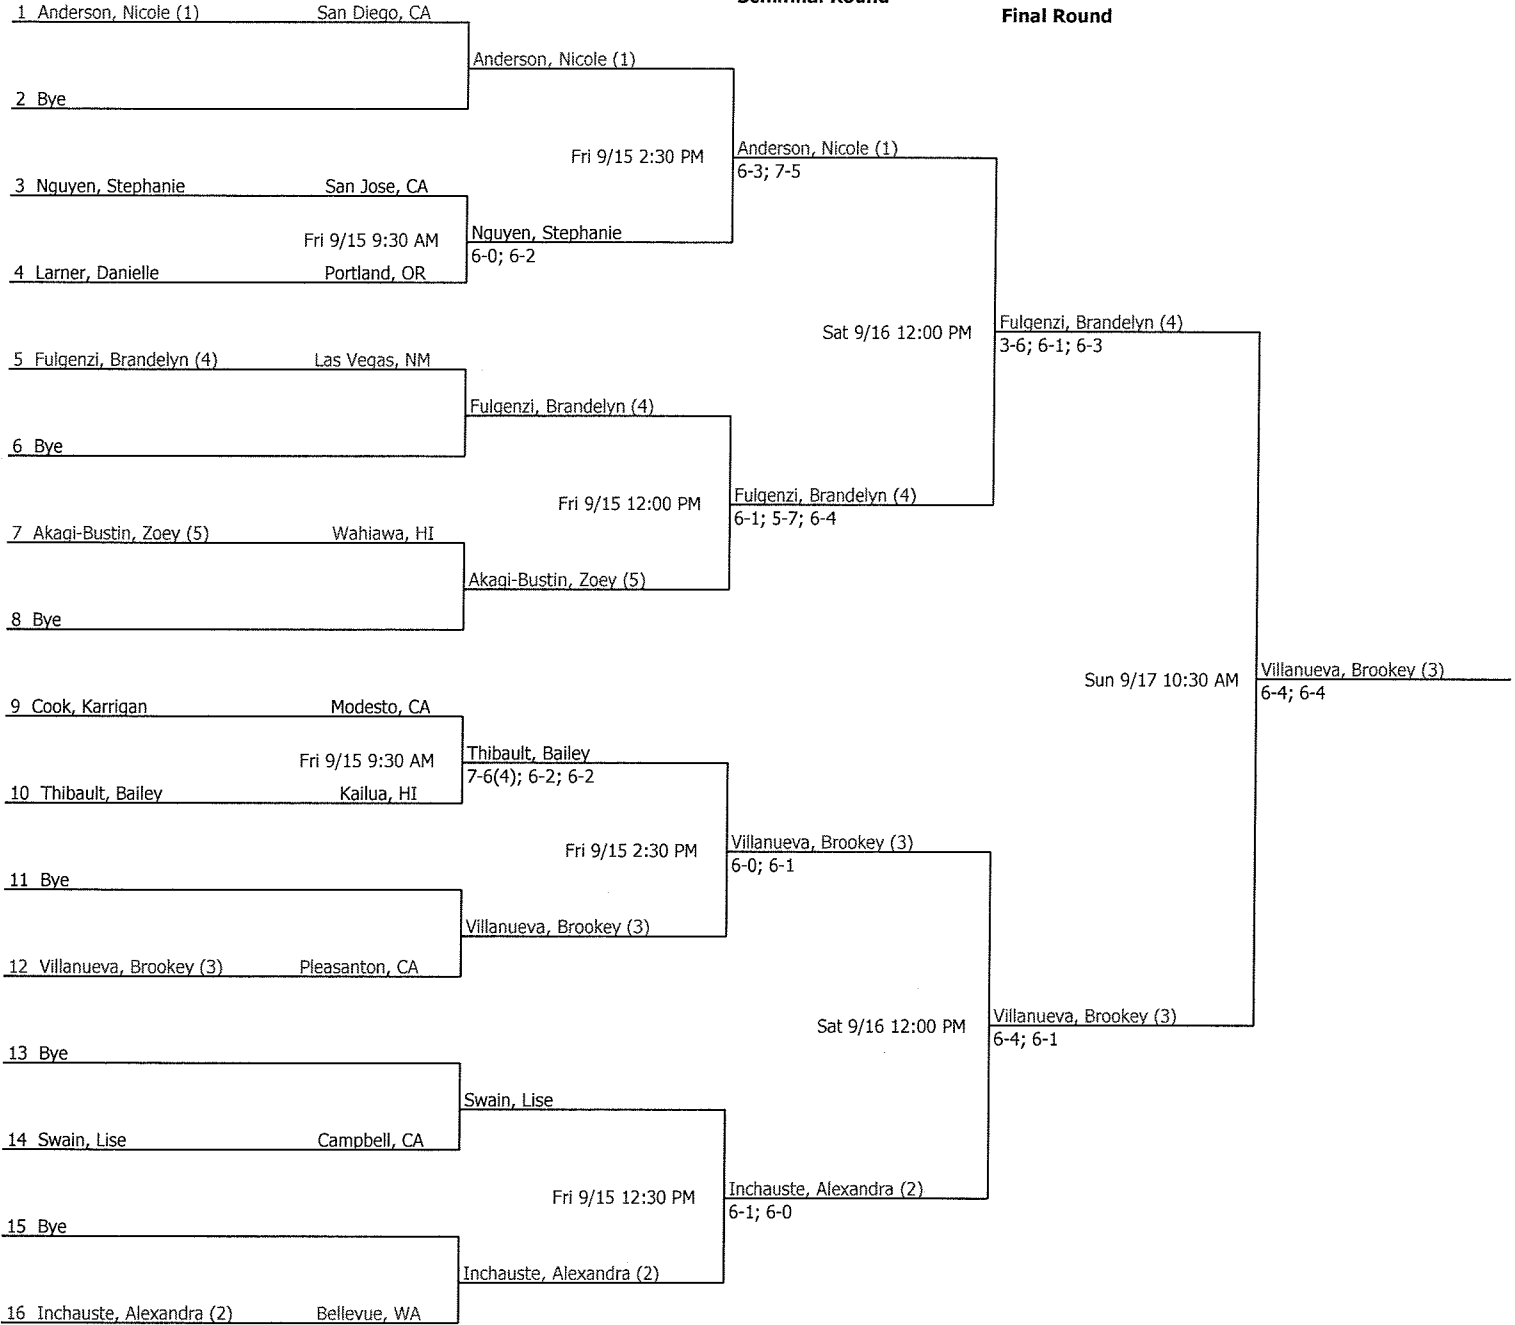 Semifinal Round
Final Round
1 Anderson, Nicole (1) San Diego, CA
Anderson, Nicole (1)
2 Bye
Fri 9/15 2:30 PM
Anderson, Nicole (1)
6-3; 7-5
3 Nguyen, Stephanie San Jose, CA
Fri 9/15 9:30 AM
Nguyen, Stephanie
6-0; 6-2
4 Larner, Danielle Portland, OR
Sat 9/16 12:00 PM
Fulgenzi, Brandelyn (4)
3-6; 6-1; 6-3
5 Fulgenzi, Brandelyn (4) Las Vegas, NM
Fulgenzi, Brandelyn (4)
6 Bye
Fri 9/15 12:00 PM
Fulgenzi, Brandelyn (4)
6-1; 5-7; 6-4
7 Akagi-Bustin, Zoey (5) Wahiawa, HI
Akagi-Bustin, Zoey (5)
8 Bye
Sun 9/17 10:30 AM
Villanueva, Brookey (3)
6-4; 6-4
9 Cook, Karrigan Modesto, CA
Fri 9/15 9:30 AM
Thibault, Bailey
7-6(4); 6-2; 6-2
10 Thibault, Bailey Kailua, HI
Fri 9/15 2:30 PM
Villanueva, Brookey (3)
6-0; 6-1
11 Bye
Villanueva, Brookey (3)
12 Villanueva, Brookey (3) Pleasanton, CA
Sat 9/16 12:00 PM
Villanueva, Brookey (3)
6-4; 6-1
13 Bye
Swain, Lise
14 Swain, Lise Campbell, CA
Fri 9/15 12:30 PM
Inchauste, Alexandra (2)
6-1; 6-0
15 Bye
Inchauste, Alexandra (2)
16 Inchauste, Alexandra (2) Bellevue, WA